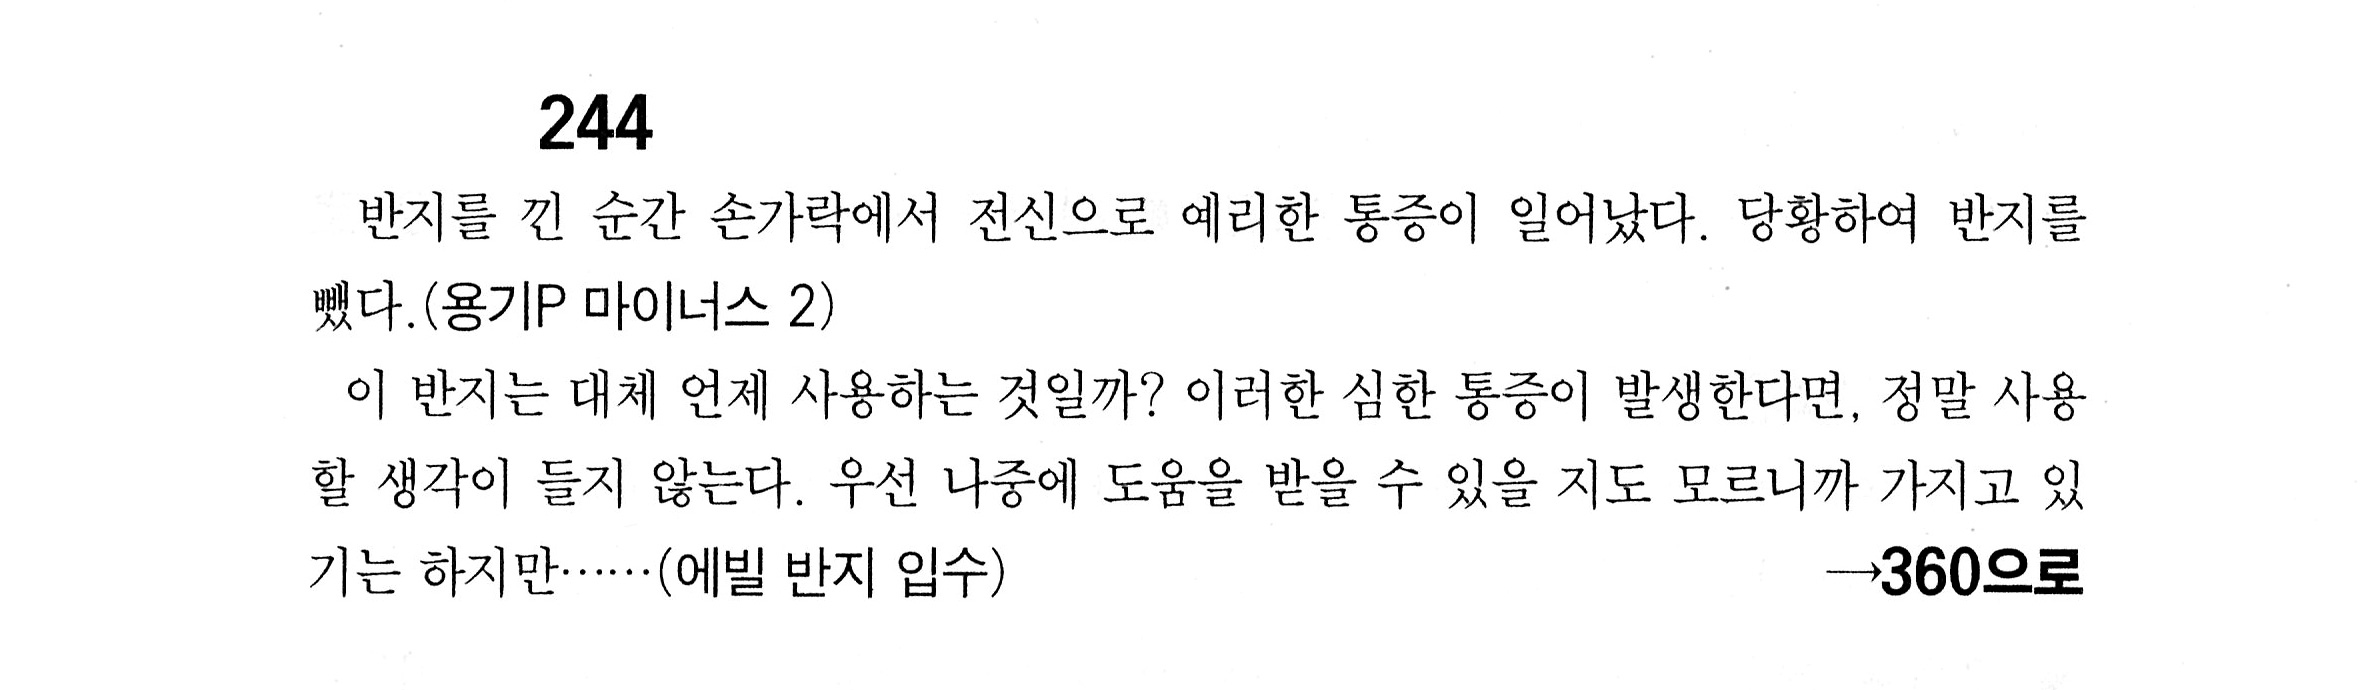 244
반지를 낀 순간 손가락에서 전신으로 예리한 통증이 일어났다. 당황하여 반지를
뺐다.(용기P 마이너스 2)
이 반지는 대체 언제 사용하는 것일까? 이러한 심한 통증이 발생한다면, 정말 사용
할 생각이 들지 않는다. 우선 나중에 도움을 받을 수 있을 지도 모르니까 가지고 있
기는 하지만……(에빌 반지 입수) →360으로